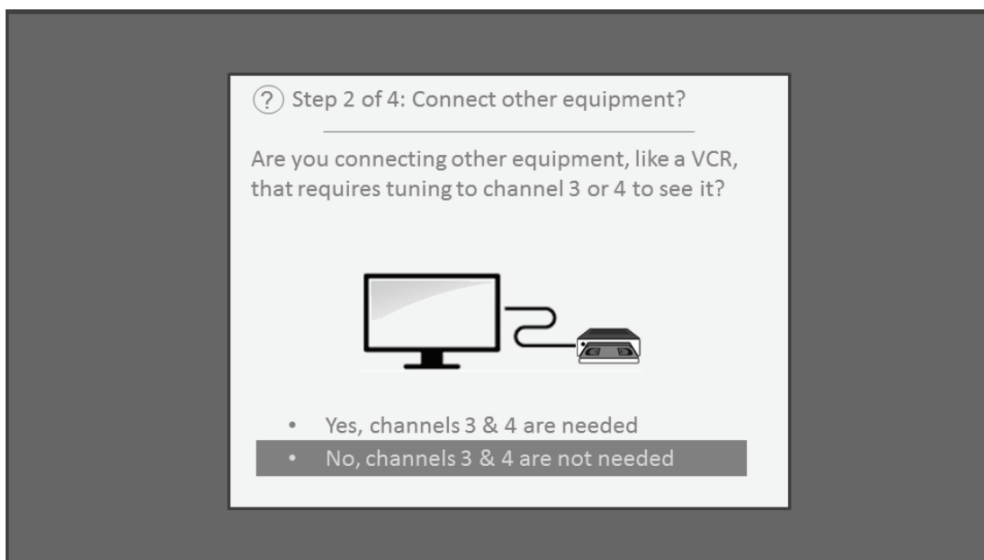 ? Step 2 of 4: Connect other equipment?
Are you connecting other equipment, like a VCR,
that requires tuning to channel 3 or 4 to see it?
• Yes, channels 3 & 4 are needed
• No, channels 3 & 4 are not needed